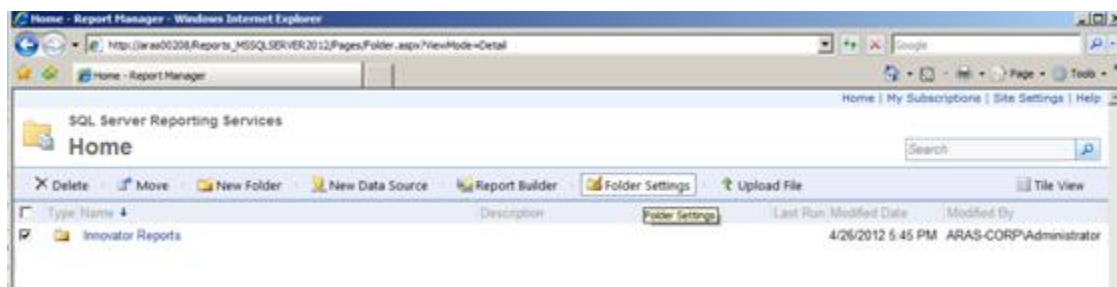 Home - Report Manager - Windows Internet Explorer
http://aras00208/Reports_MSSQLSERVER2012/Pages/Folder.aspx?ViewMode=Detail
Google
Home - Report Manager
Page
Tools
Home | My Subscriptions | Site Settings | Help
SQL Server Reporting Services
Home
Search
Delete Move New Folder New Data Source Report Builder Folder Settings Upload File Tile View
Type Name Description Last Run Modified Date Modified By
Folder Settings
Innovator Reports 4/26/2012 5:45 PM ARAS-CORP\Administrator